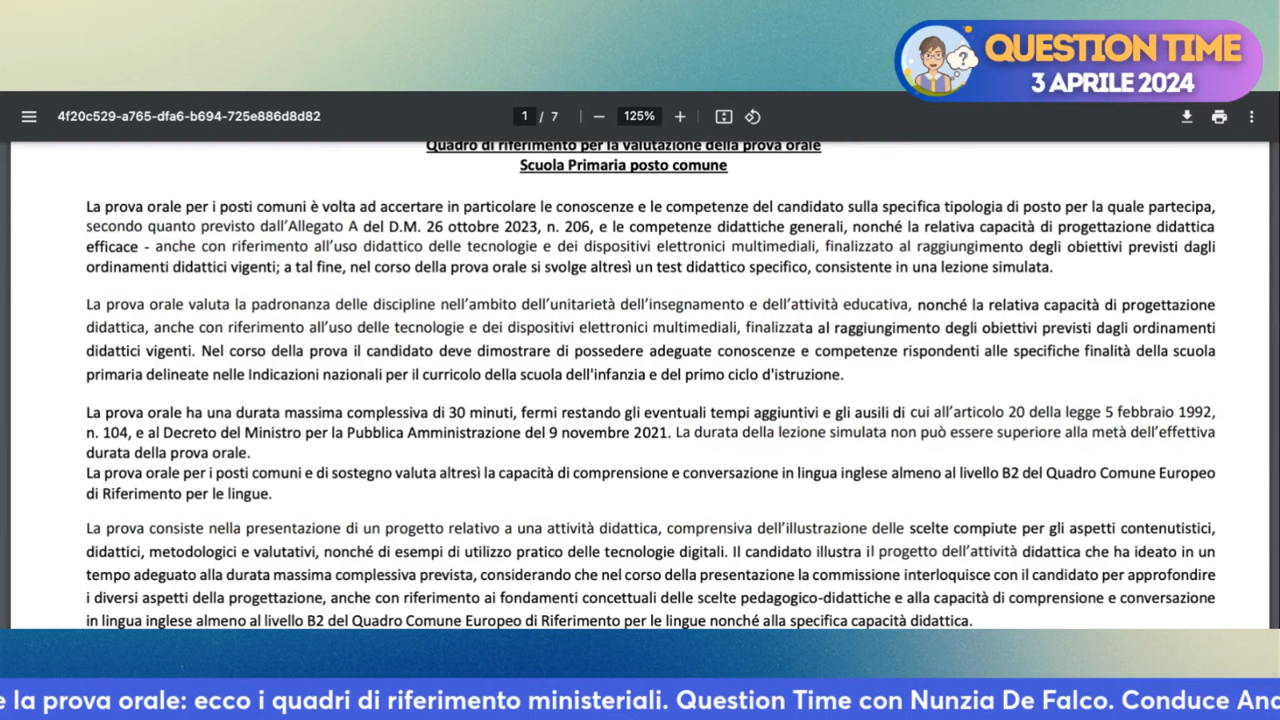 QUESTION TIME
3 APRILE 2024
4f20c529-a765-dfa6-b694-725e886d8d82
1 / 7
125%
Quadro di riferimento per la valutazione della prova orale
Scuola Primaria posto comune
La prova orale per i posti comuni è volta ad accertare in particolare le conoscenze e le competenze del candidato sulla specifica tipologia di posto per la quale partecipa,
secondo quanto previsto dall’Allegato A del D.M. 26 ottobre 2023, n. 206, e le competenze didattiche generali, nonché la relativa capacità di progettazione didattica
efficace - anche con riferimento all’uso didattico delle tecnologie e dei dispositivi elettronici multimediali, finalizzato al raggiungimento degli obiettivi previsti dagli
ordinamenti didattici vigenti; a tal fine, nel corso della prova orale si svolge altresì un test didattico specifico, consistente in una lezione simulata.
La prova orale valuta la padronanza delle discipline nell’ambito dell’unitarietà dell’insegnamento e dell’attività educativa, nonché la relativa capacità di progettazione
didattica, anche con riferimento all’uso delle tecnologie e dei dispositivi elettronici multimediali, finalizzata al raggiungimento degli obiettivi previsti dagli ordinamenti
didattici vigenti. Nel corso della prova il candidato deve dimostrare di possedere adeguate conoscenze e competenze rispondenti alle specifiche finalità della scuola
primaria delineate nelle Indicazioni nazionali per il curricolo della scuola dell'infanzia e del primo ciclo d'istruzione.
La prova orale ha una durata massima complessiva di 30 minuti, fermi restando gli eventuali tempi aggiuntivi e gli ausili di cui all’articolo 20 della legge 5 febbraio 1992,
n. 104, e al Decreto del Ministro per la Pubblica Amministrazione del 9 novembre 2021. La durata della lezione simulata non può essere superiore alla metà dell’effettiva
durata della prova orale.
La prova orale per i posti comuni e di sostegno valuta altresì la capacità di comprensione e conversazione in lingua inglese almeno al livello B2 del Quadro Comune Europeo
di Riferimento per le lingue.
La prova consiste nella presentazione di un progetto relativo a una attività didattica, comprensiva dell’illustrazione delle scelte compiute per gli aspetti contenutistici,
didattici, metodologici e valutativi, nonché di esempi di utilizzo pratico delle tecnologie digitali. Il candidato illustra il progetto dell’attività didattica che ha ideato in un
tempo adeguato alla durata massima complessiva prevista, considerando che nel corso della presentazione la commissione interloquisce con il candidato per approfondire
i diversi aspetti della progettazione, anche con riferimento ai fondamenti concettuali delle scelte pedagogico-didattiche e alla capacità di comprensione e conversazione
in lingua inglese almeno al livello B2 del Quadro Comune Europeo di Riferimento per le lingue nonché alla specifica capacità didattica.
e la prova orale: ecco i quadri di riferimento ministeriali. Question Time con Nunzia De Falco. Conduce And